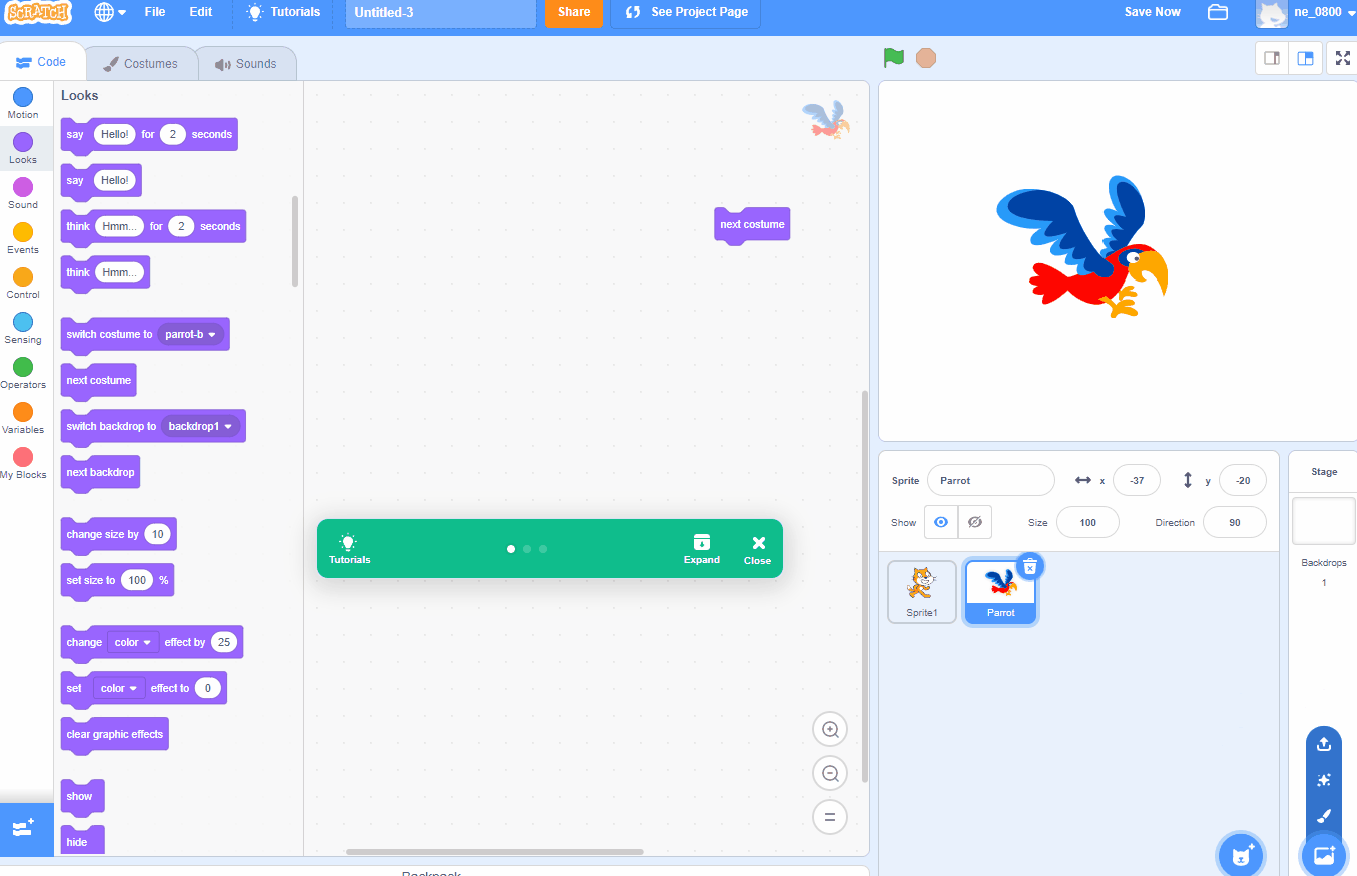 SCRATCH
File
Edit
Tutorials
Untitled-3
Share
See Project Page
Save Now
ne_0800
Code
Costumes
Sounds
Motion
Looks
Sound
Events
Control
Sensing
Operators
Variables
My Blocks
Looks
say Hello! for 2 seconds
say Hello!
think Hmm... for 2 seconds
think Hmm...
switch costume to parrot-b
next costume
switch backdrop to backdrop1
next backdrop
change size by 10
set size to 100 %
change color effect by 25
set color effect to 0
clear graphic effects
show
hide
next costume
Tutorials
Expand
Close
Backpack
Sprite Parrot x -37 y -20
Show Size 100 Direction 90
Sprite1
Parrot
Stage
Backdrops
1